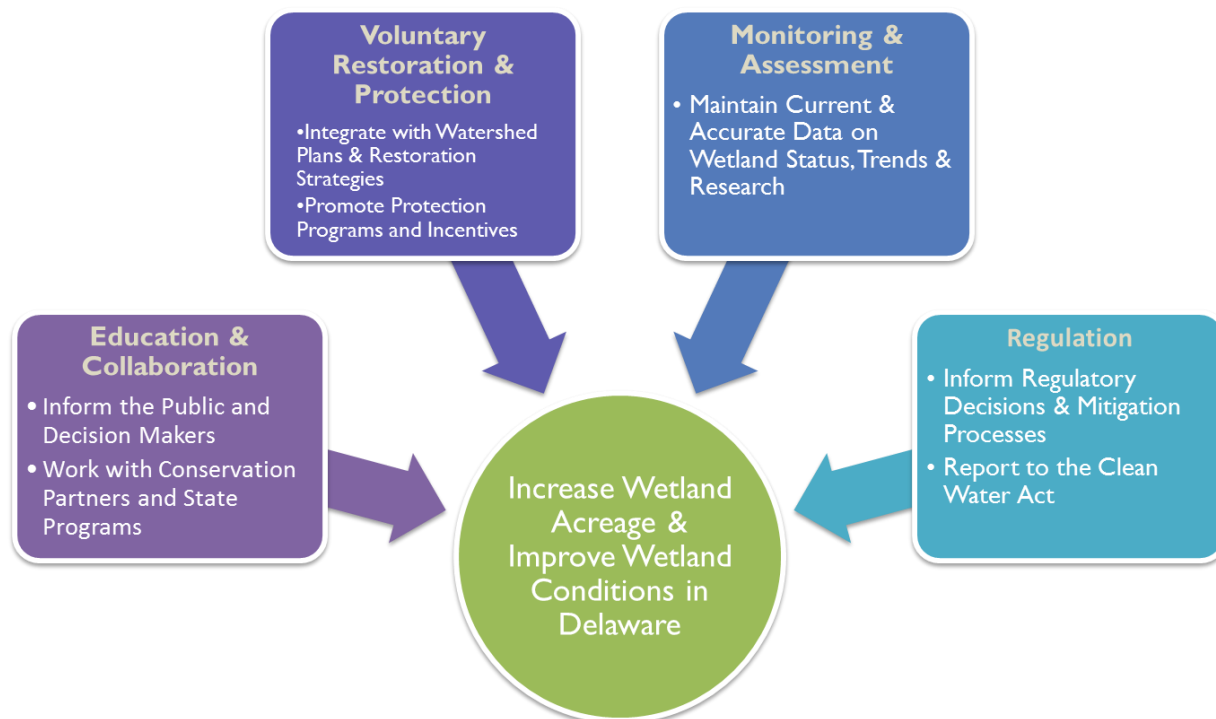 Voluntary
Restoration &
Protection
•Integrate with Watershed
Plans & Restoration
Strategies
•Promote Protection
Programs and Incentives
Monitoring &
Assessment
• Maintain Current &
Accurate Data on
Wetland Status, Trends &
Research
Education &
Collaboration
• Inform the Public and
Decision Makers
• Work with Conservation
Partners and State
Programs
Regulation
• Inform Regulatory
Decisions & Mitigation
Processes
• Report to the Clean
Water Act
Increase Wetland
Acreage &
Improve Wetland
Conditions in
Delaware